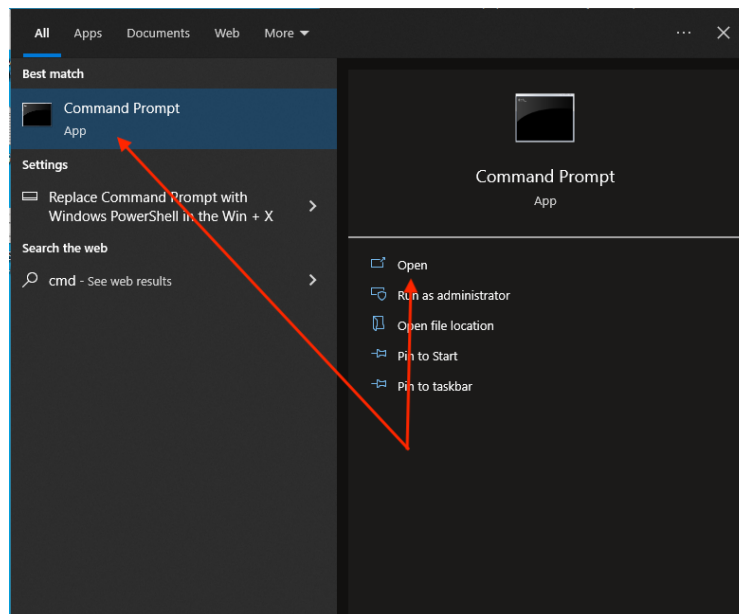 All Apps Documents Web More
Best match
Command Prompt
App
Settings
Replace Command Prompt with
Windows PowerShell in the Win + X
Search the web
cmd - See web results
Command Prompt
App
Open
Run as administrator
Open file location
Pin to Start
Pin to taskbar